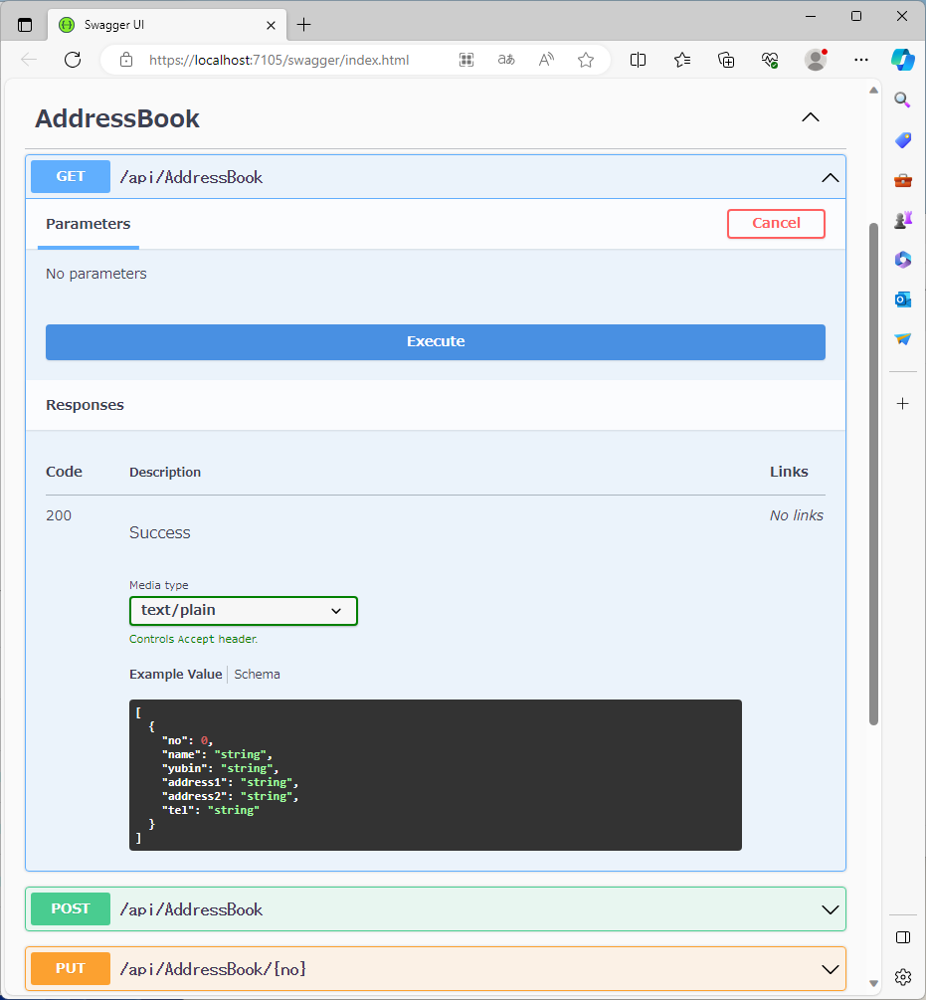 Swagger UI
https://localhost:7105/swagger/index.html
AddressBook
GET /api/AddressBook
Parameters
Cancel
No parameters
Execute
Responses
Code Description Links
200 Success No links
Media type
text/plain
Controls Accept header.
Example Value Schema
[
  {
    "no": 0,
    "name": "string",
    "yubin": "string",
    "address1": "string",
    "address2": "string",
    "tel": "string"
  }
]
POST /api/AddressBook
PUT /api/AddressBook/{no}